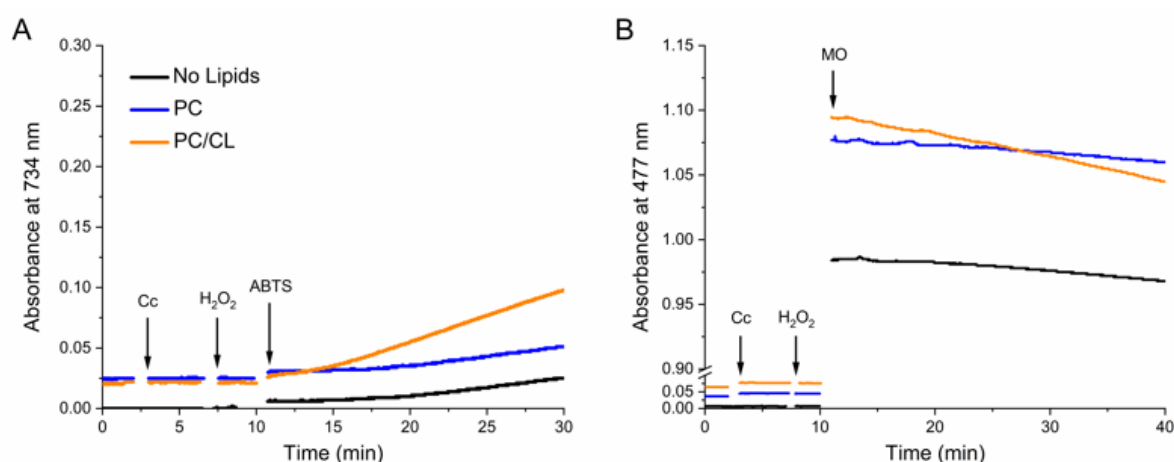 A
Absorbance at 734 nm
0.30
0.25
0.20
0.15
0.10
0.05
0.00
No Lipids
PC
PC/CL
Cc
H₂O₂
ABTS
0
5
10
15
20
25
30
Time (min)
B
Absorbance at 477 nm
1.15
1.10
1.05
1.00
0.95
0.90
0.05
0.00
MO
Cc
H₂O₂
0
10
20
30
40
Time (min)